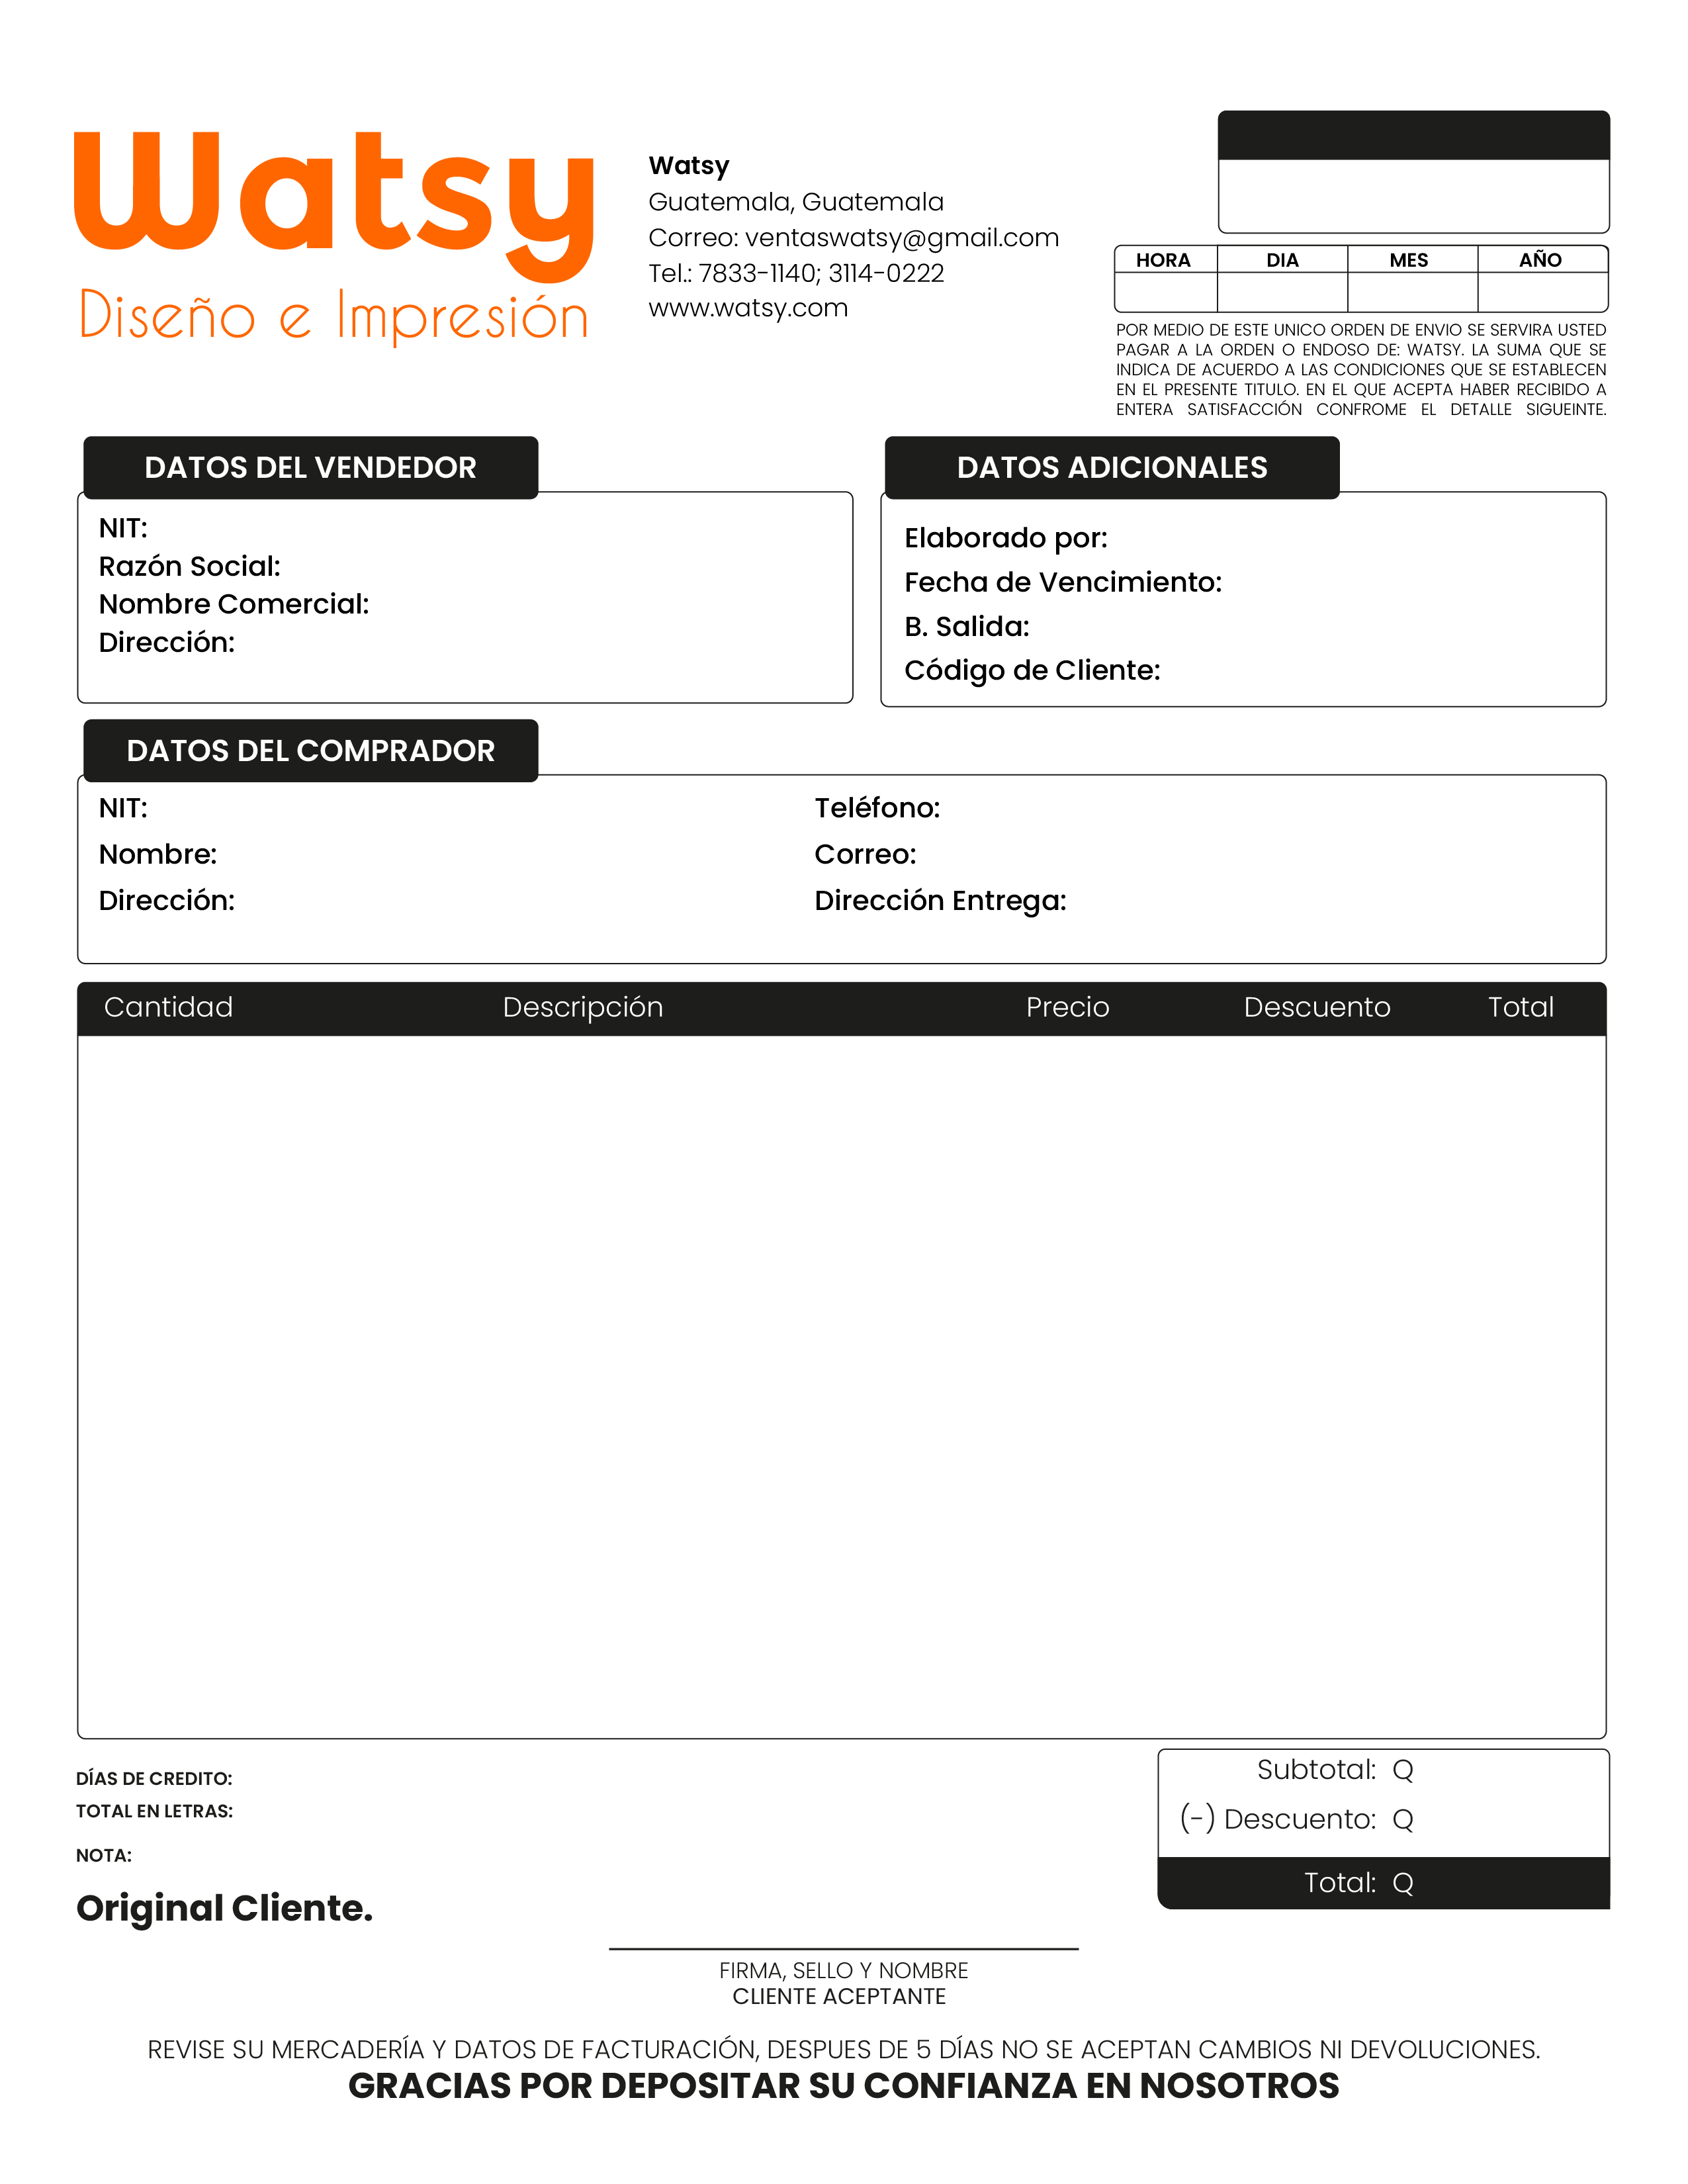 Watsy
Diseño e Impresión
Watsy
Guatemala, Guatemala
Correo: ventaswatsy@gmail.com
Tel.: 7833-1140; 3114-0222
www.watsy.com
HORA DIA MES AÑO
POR MEDIO DE ESTE UNICO ORDEN DE ENVIO SE SERVIRA USTED
PAGAR A LA ORDEN O ENDOSO DE: WATSY. LA SUMA QUE SE
INDICA DE ACUERDO A LAS CONDICIONES QUE SE ESTABLECEN
EN EL PRESENTE TITULO. EN EL QUE ACEPTA HABER RECIBIDO A
ENTERA SATISFACCIÓN CONFROME EL DETALLE SIGUEINTE.
DATOS DEL VENDEDOR
NIT:
Razón Social:
Nombre Comercial:
Dirección:
DATOS ADICIONALES
Elaborado por:
Fecha de Vencimiento:
B. Salida:
Código de Cliente:
DATOS DEL COMPRADOR
NIT:
Nombre:
Dirección:
Teléfono:
Correo:
Dirección Entrega:
Cantidad Descripción Precio Descuento Total
DÍAS DE CREDITO:
TOTAL EN LETRAS:
NOTA:
Original Cliente.
Subtotal: Q
(-) Descuento: Q
Total: Q
FIRMA, SELLO Y NOMBRE
CLIENTE ACEPTANTE
REVISE SU MERCADERÍA Y DATOS DE FACTURACIÓN, DESPUES DE 5 DÍAS NO SE ACEPTAN CAMBIOS NI DEVOLUCIONES.
GRACIAS POR DEPOSITAR SU CONFIANZA EN NOSOTROS